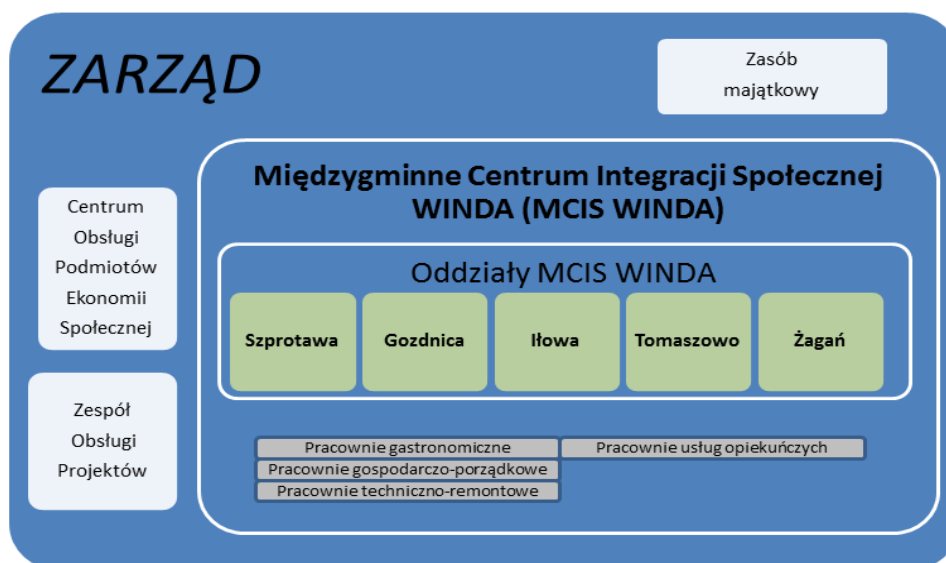 ZARZĄD
Zasób
majątkowy
Międzygminne Centrum Integracji Społecznej
WINDA (MCIS WINDA)
Centrum
Obsługi
Podmiotów
Ekonomii
Społecznej
Oddziały MCIS WINDA
Szprotawa
Gozdnica
Iłowa
Tomaszowo
Żagań
Zespół
Obsługi
Projektów
Pracownie gastronomiczne
Pracownie usług opiekuńczych
Pracownie gospodarczo-porządkowe
Pracownie techniczno-remontowe